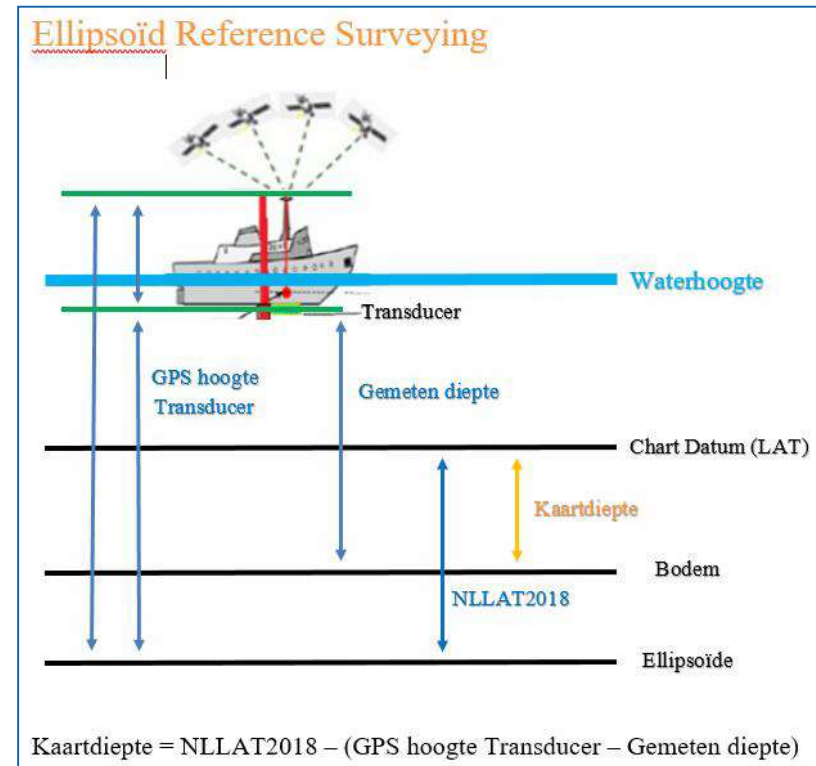 Ellipsoïd Reference Surveying
Waterhoogte
Transducer
GPS hoogte
Transducer
Gemeten diepte
Chart Datum (LAT)
Kaartdiepte
Bodem
NLLAT2018
Ellipsoïde
Kaartdiepte = NLLAT2018 – (GPS hoogte Transducer – Gemeten diepte)